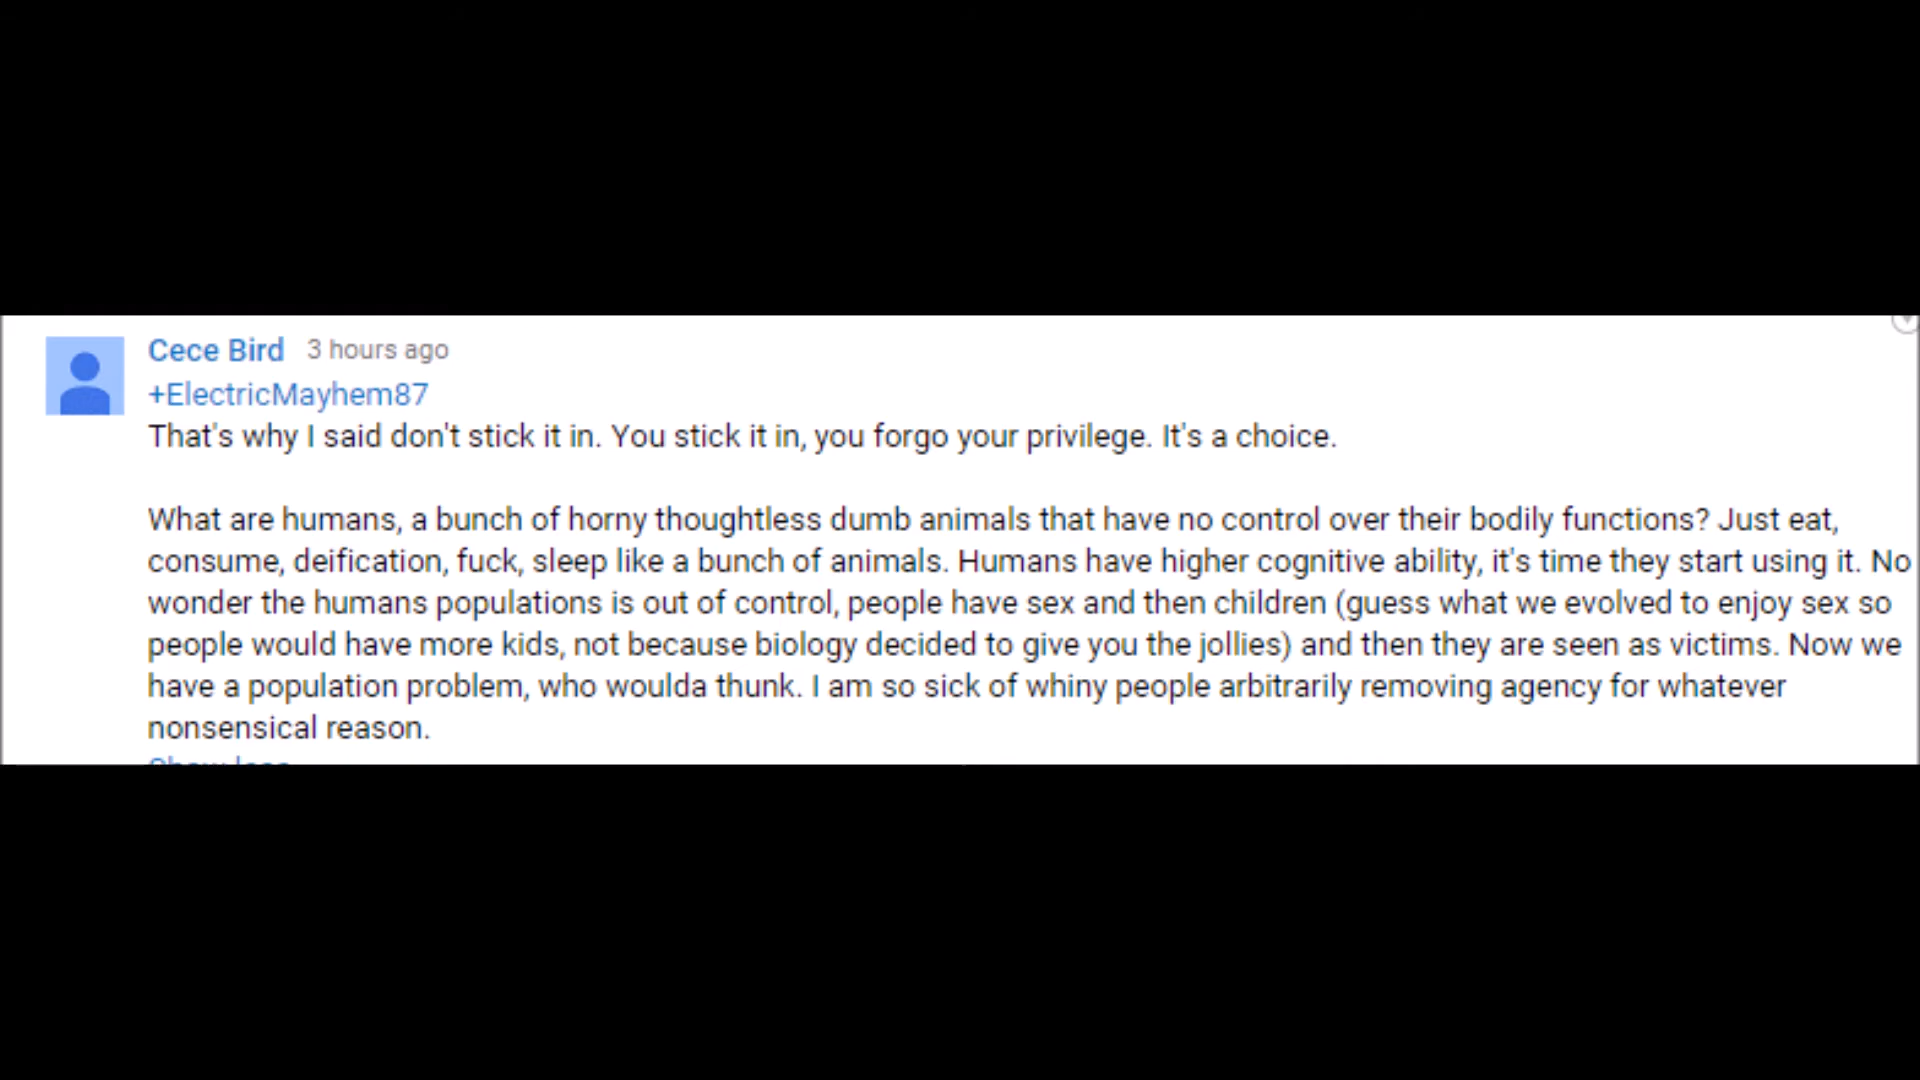 Cece Bird 3 hours ago
+ElectricMayhem87
That's why I said don't stick it in. You stick it in, you forgo your privilege. It's a choice.
What are humans, a bunch of horny thoughtless dumb animals that have no control over their bodily functions? Just eat,
consume, deification, fuck, sleep like a bunch of animals. Humans have higher cognitive ability, it's time they start using it. No
wonder the humans populations is out of control, people have sex and then children (guess what we evolved to enjoy sex so
people would have more kids, not because biology decided to give you the jollies) and then they are seen as victims. Now we
have a population problem, who woulda thunk. I am so sick of whiny people arbitrarily removing agency for whatever
nonsensical reason.
Show less